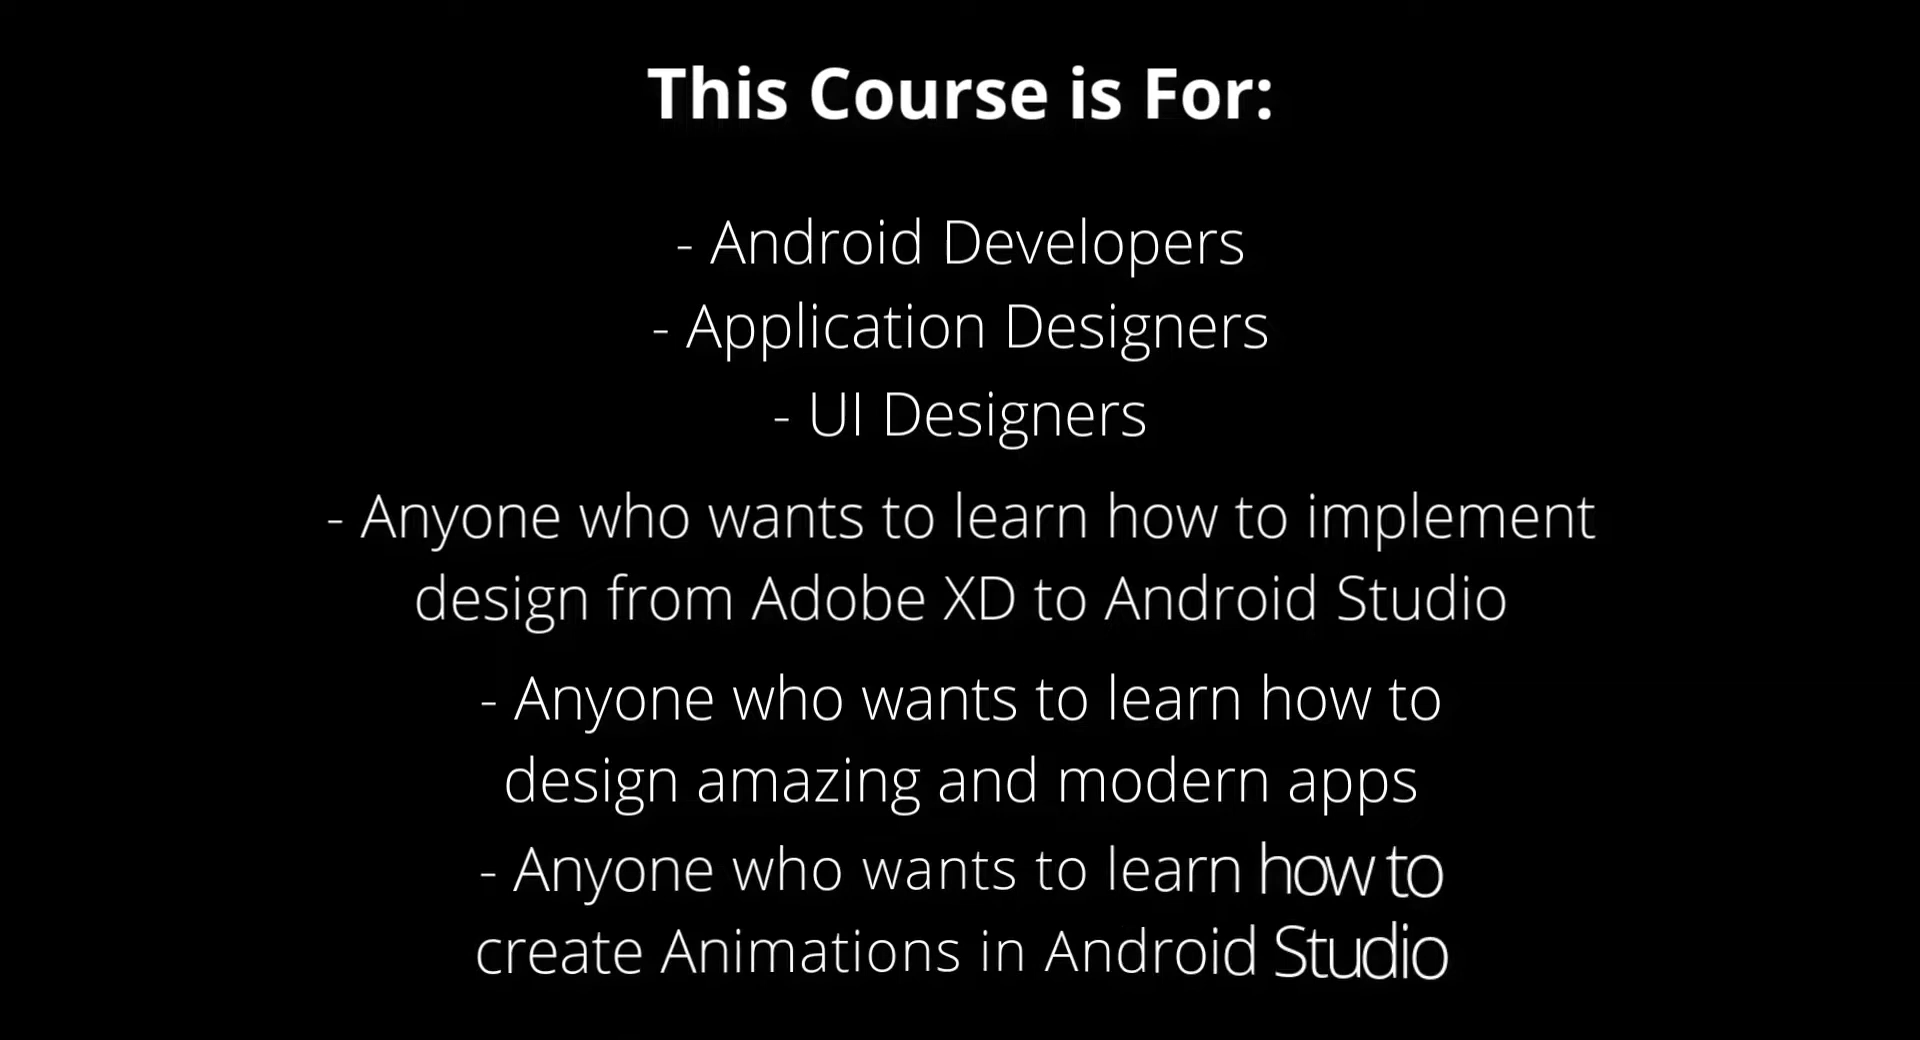 This Course is For:
- Android Developers
- Application Designers
- UI Designers
- Anyone who wants to learn how to implement
design from Adobe XD to Android Studio
- Anyone who wants to learn how to
design amazing and modern apps
- Anyone who wants to learn how to
create Animations in Android Studio